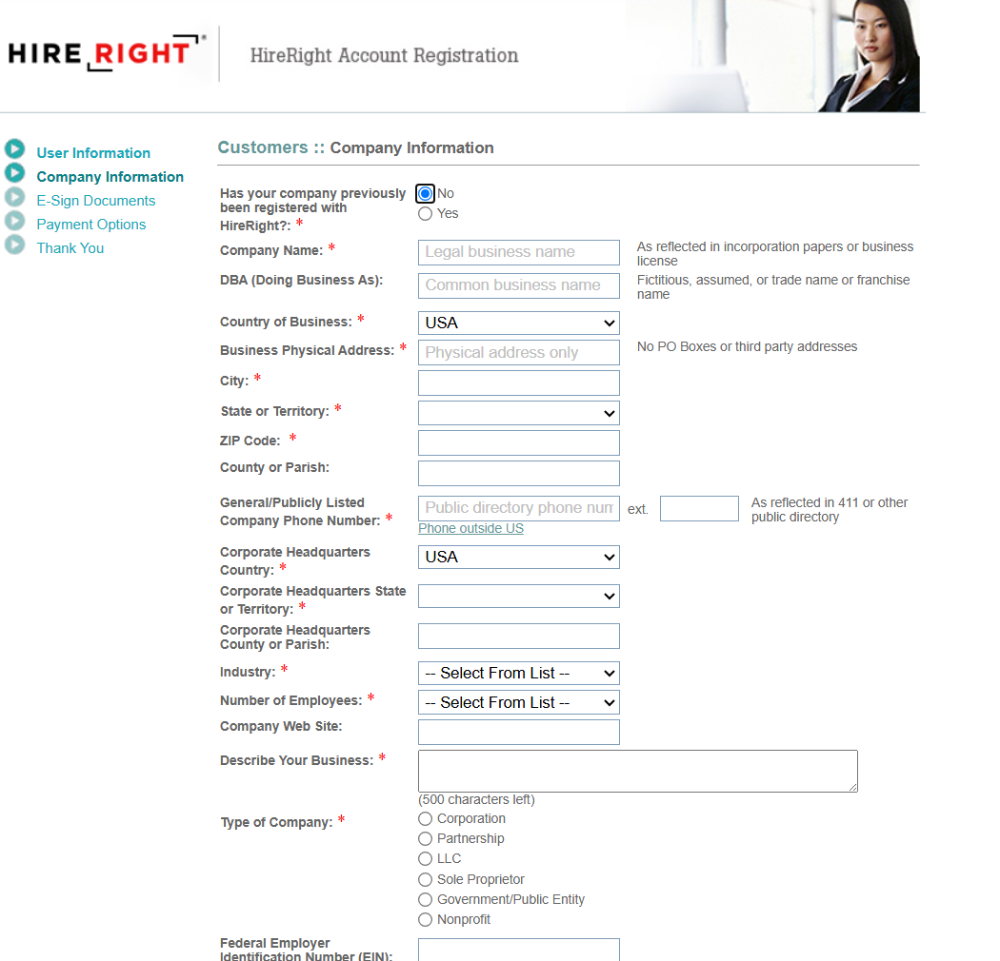 HIRE RIGHT®
HireRight Account Registration
User Information
Company Information
E-Sign Documents
Payment Options
Thank You
Customers :: Company Information
Has your company previously
been registered with
HireRight?: *
No
Yes
Company Name: *
Legal business name
As reflected in incorporation papers or business
license
DBA (Doing Business As):
Common business name
Fictitious, assumed, or trade name or franchise
name
Country of Business: *
USA
Business Physical Address: *
Physical address only
No PO Boxes or third party addresses
City: *
State or Territory: *
ZIP Code: *
County or Parish:
General/Publicly Listed
Company Phone Number: *
Public directory phone num
ext.
As reflected in 411 or other
public directory
Phone outside US
Corporate Headquarters
Country: *
USA
Corporate Headquarters State
or Territory: *
Corporate Headquarters
County or Parish:
Industry: *
-- Select From List --
Number of Employees: *
-- Select From List --
Company Web Site:
Describe Your Business: *
(500 characters left)
Type of Company: *
Corporation
Partnership
LLC
Sole Proprietor
Government/Public Entity
Nonprofit
Federal Employer
Identification Number (EIN):